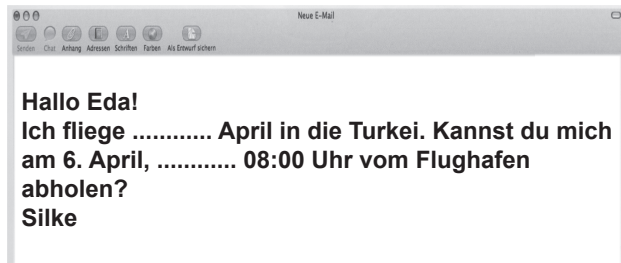 Neue E-Mail
Senden Chat Anhang Adressen Schriften Farben Als Entwurf sichern
Hallo Eda!
Ich fliege ............ April in die Turkei. Kannst du mich
am 6. April, ............ 08:00 Uhr vom Flughafen
abholen?
Silke